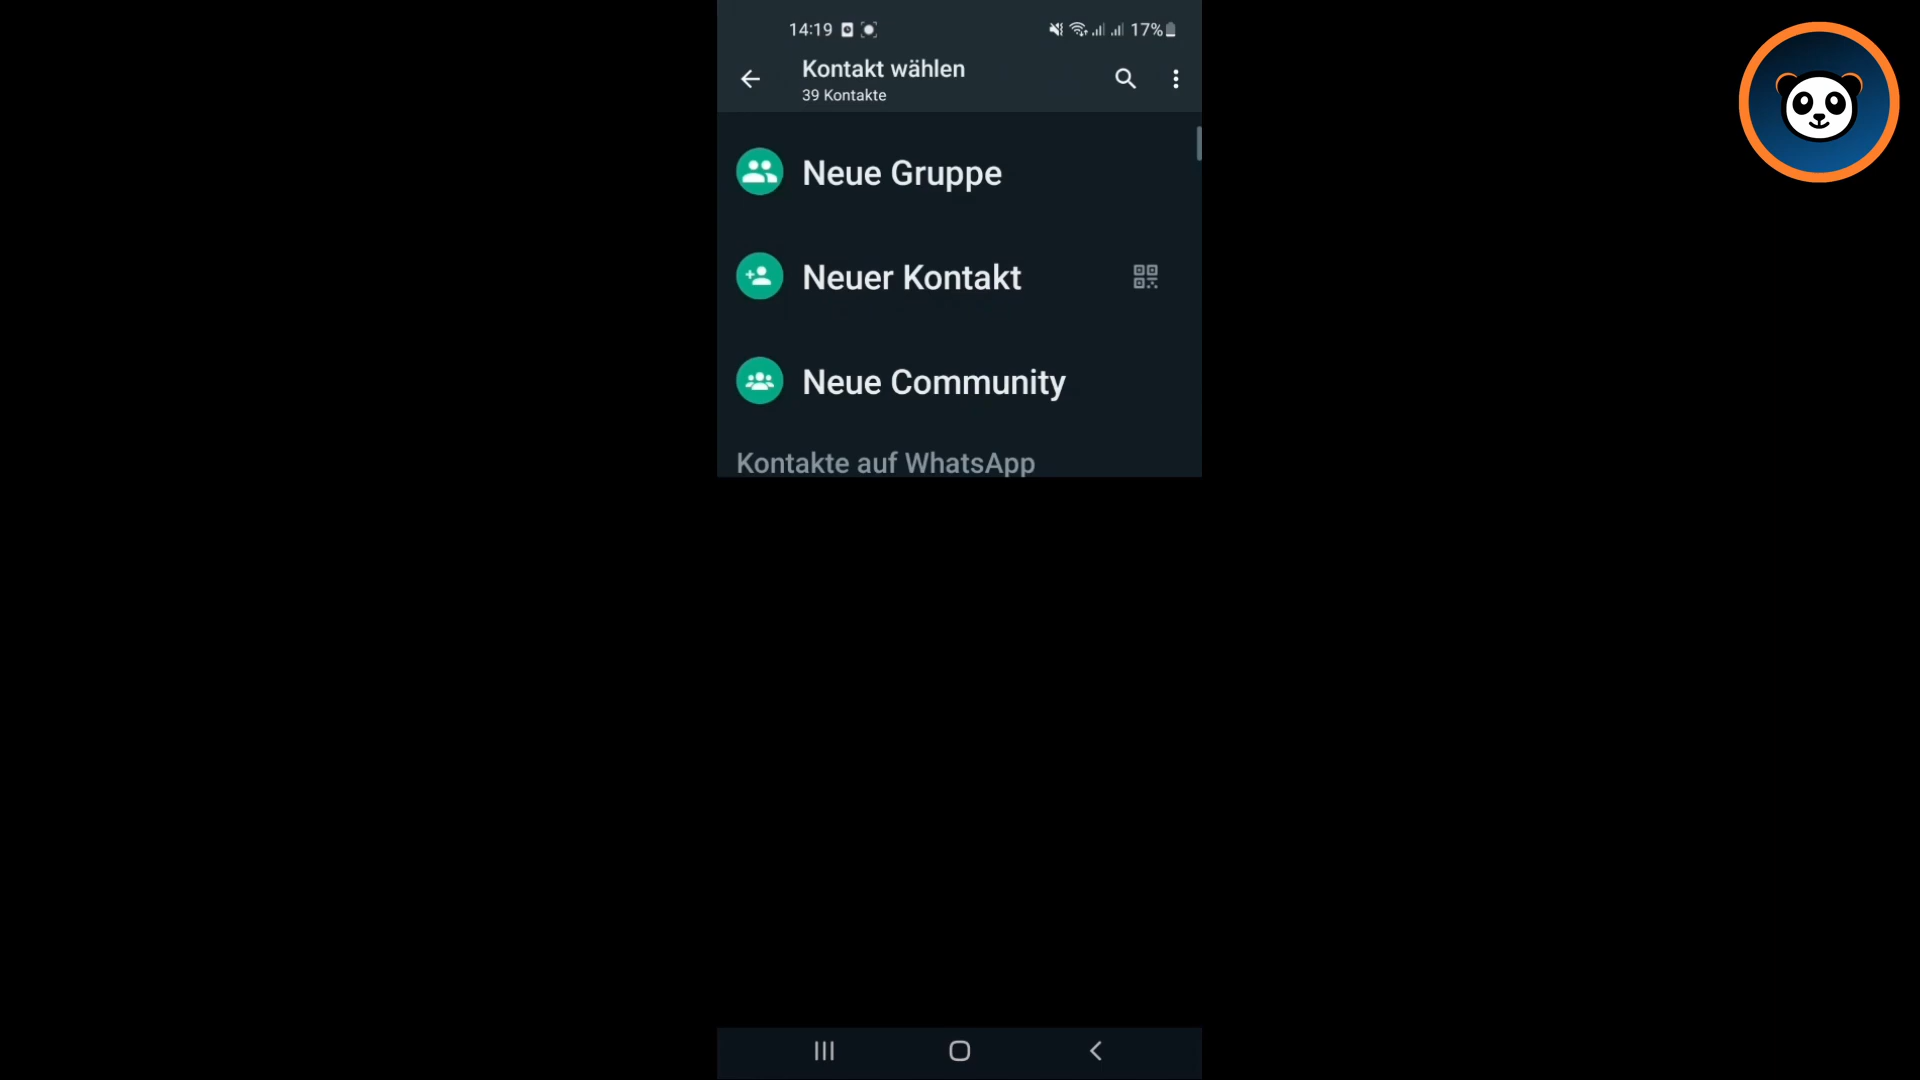 14:19 17%
Kontakt wählen
39 Kontakte
Neue Gruppe
Neuer Kontakt
Neue Community
Kontakte auf WhatsApp